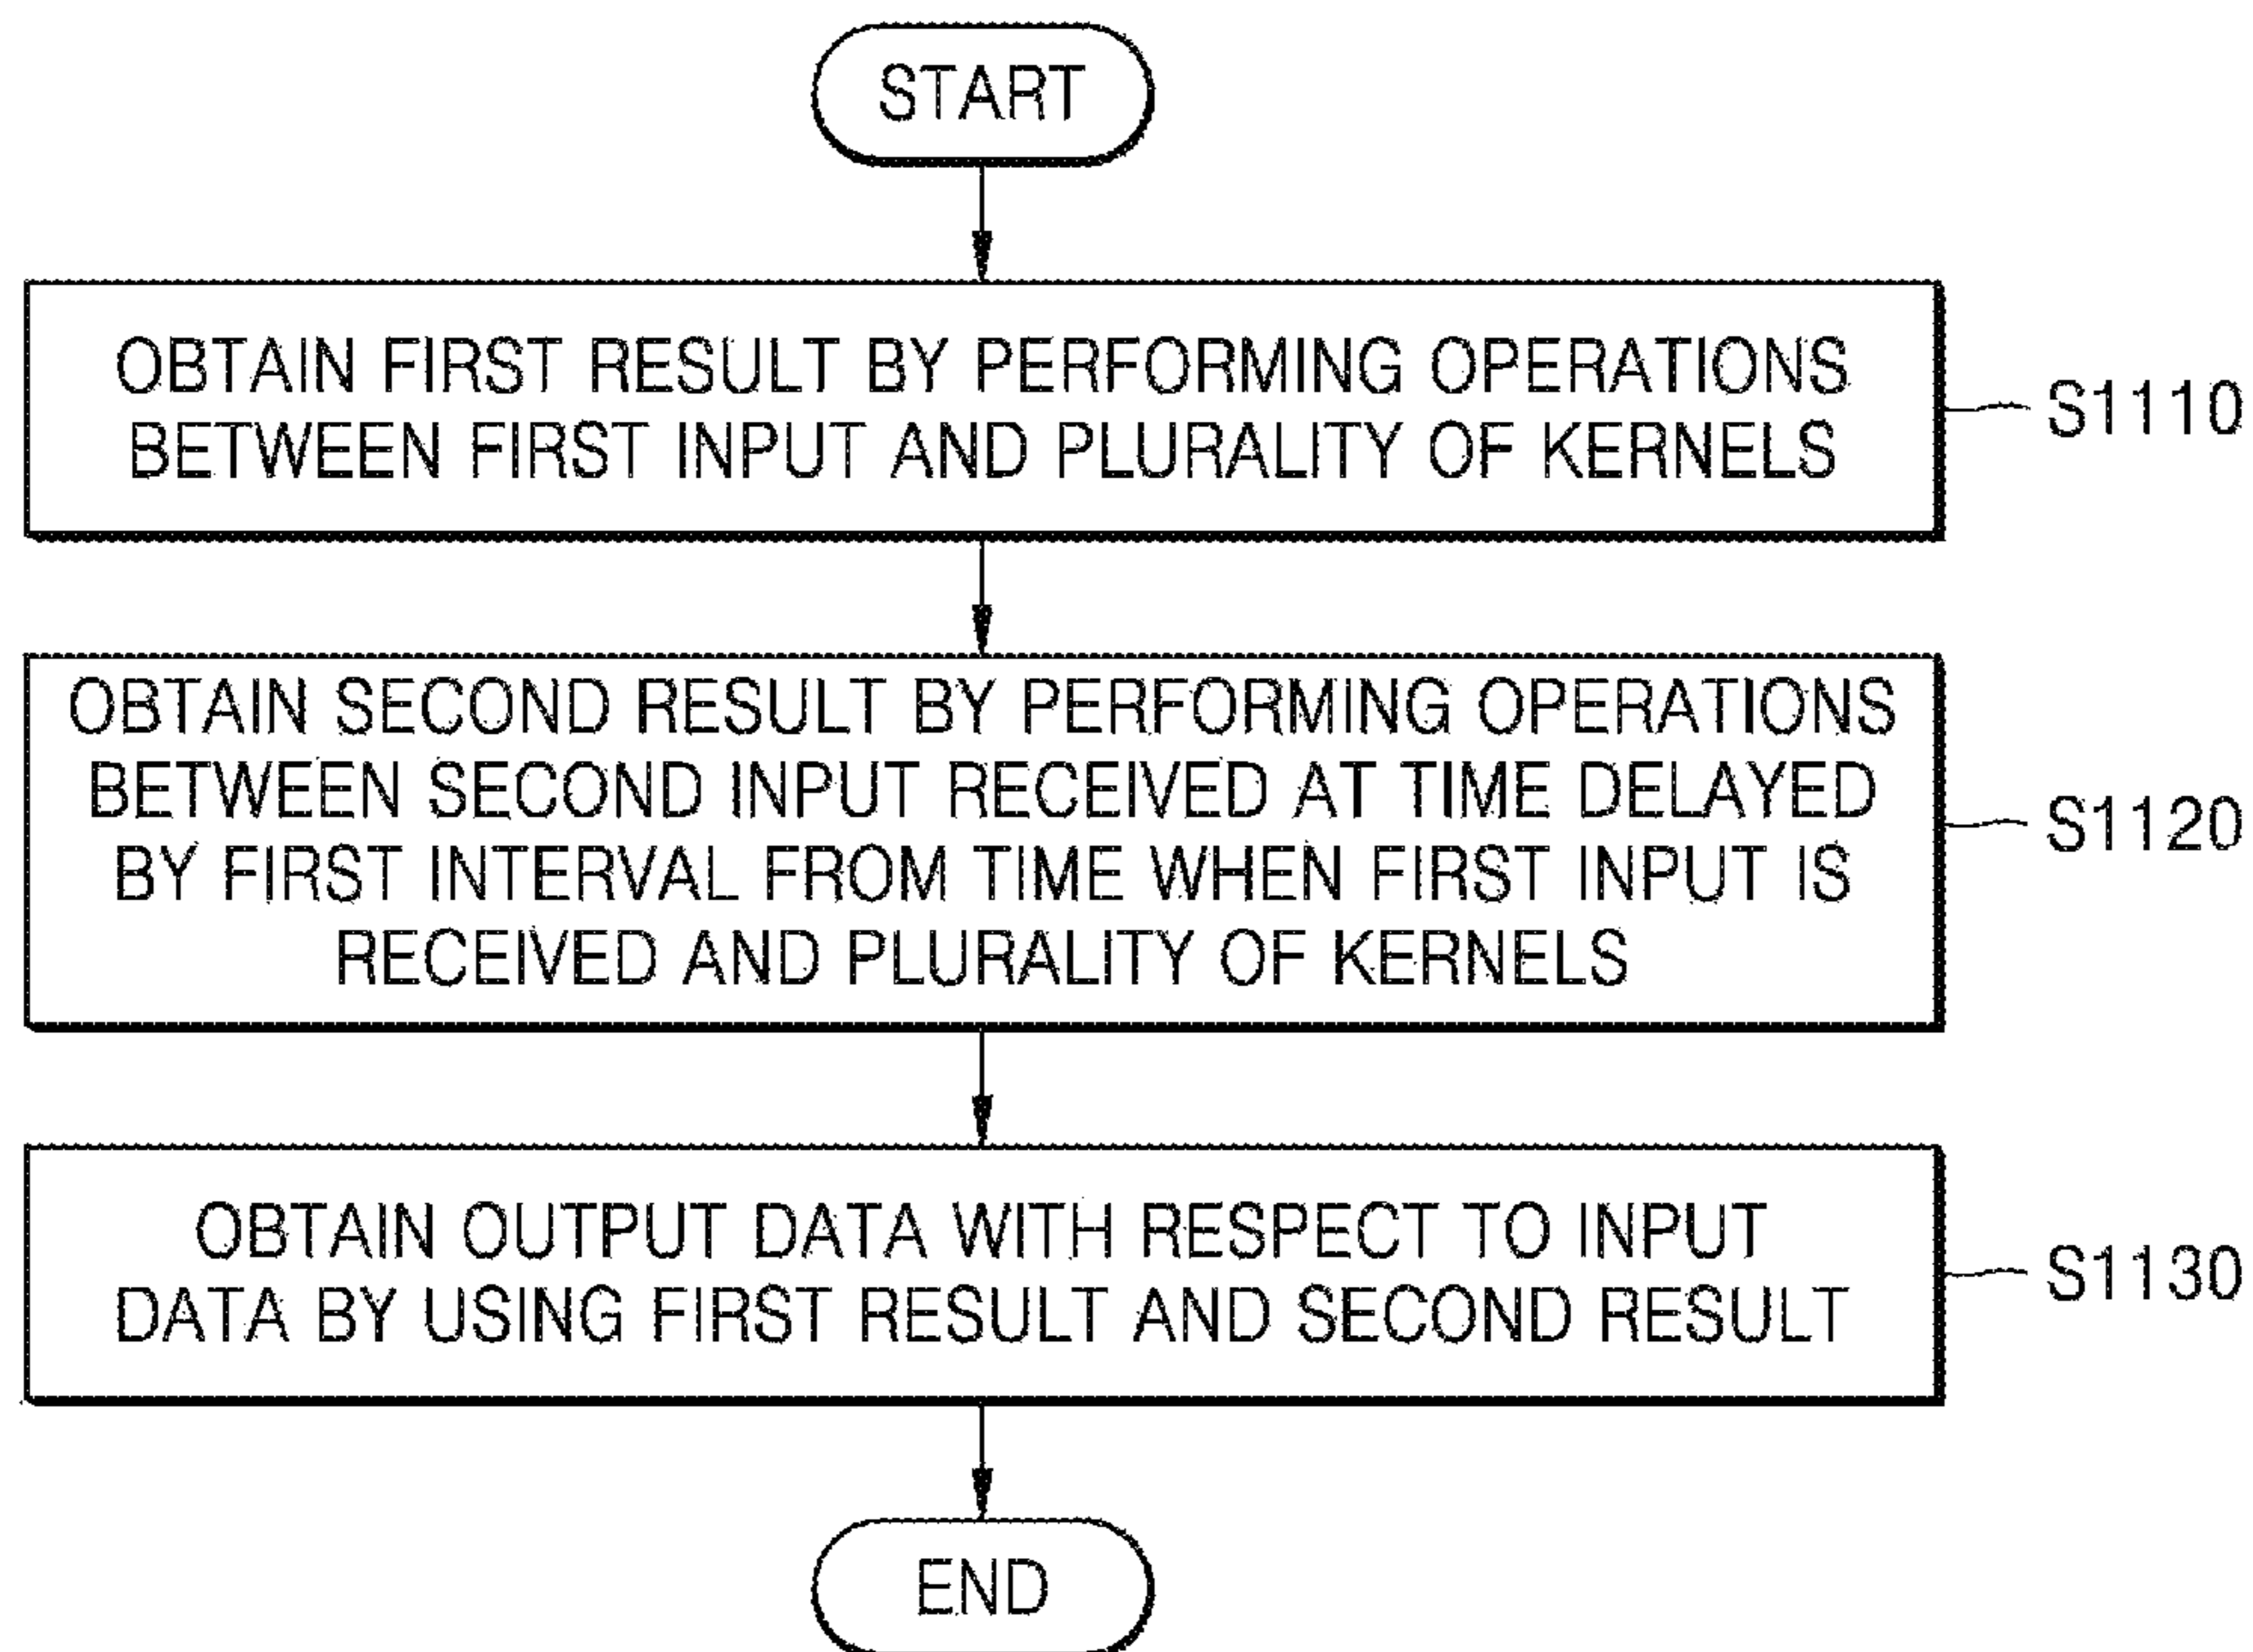 START
OBTAIN FIRST RESULT BY PERFORMING OPERATIONS
BETWEEN FIRST INPUT AND PLURALITY OF KERNELS
S1110
OBTAIN SECOND RESULT BY PERFORMING OPERATIONS
BETWEEN SECOND INPUT RECEIVED AT TIME DELAYED
BY FIRST INTERVAL FROM TIME WHEN FIRST INPUT IS
RECEIVED AND PLURALITY OF KERNELS
S1120
OBTAIN OUTPUT DATA WITH RESPECT TO INPUT
DATA BY USING FIRST RESULT AND SECOND RESULT
S1130
END